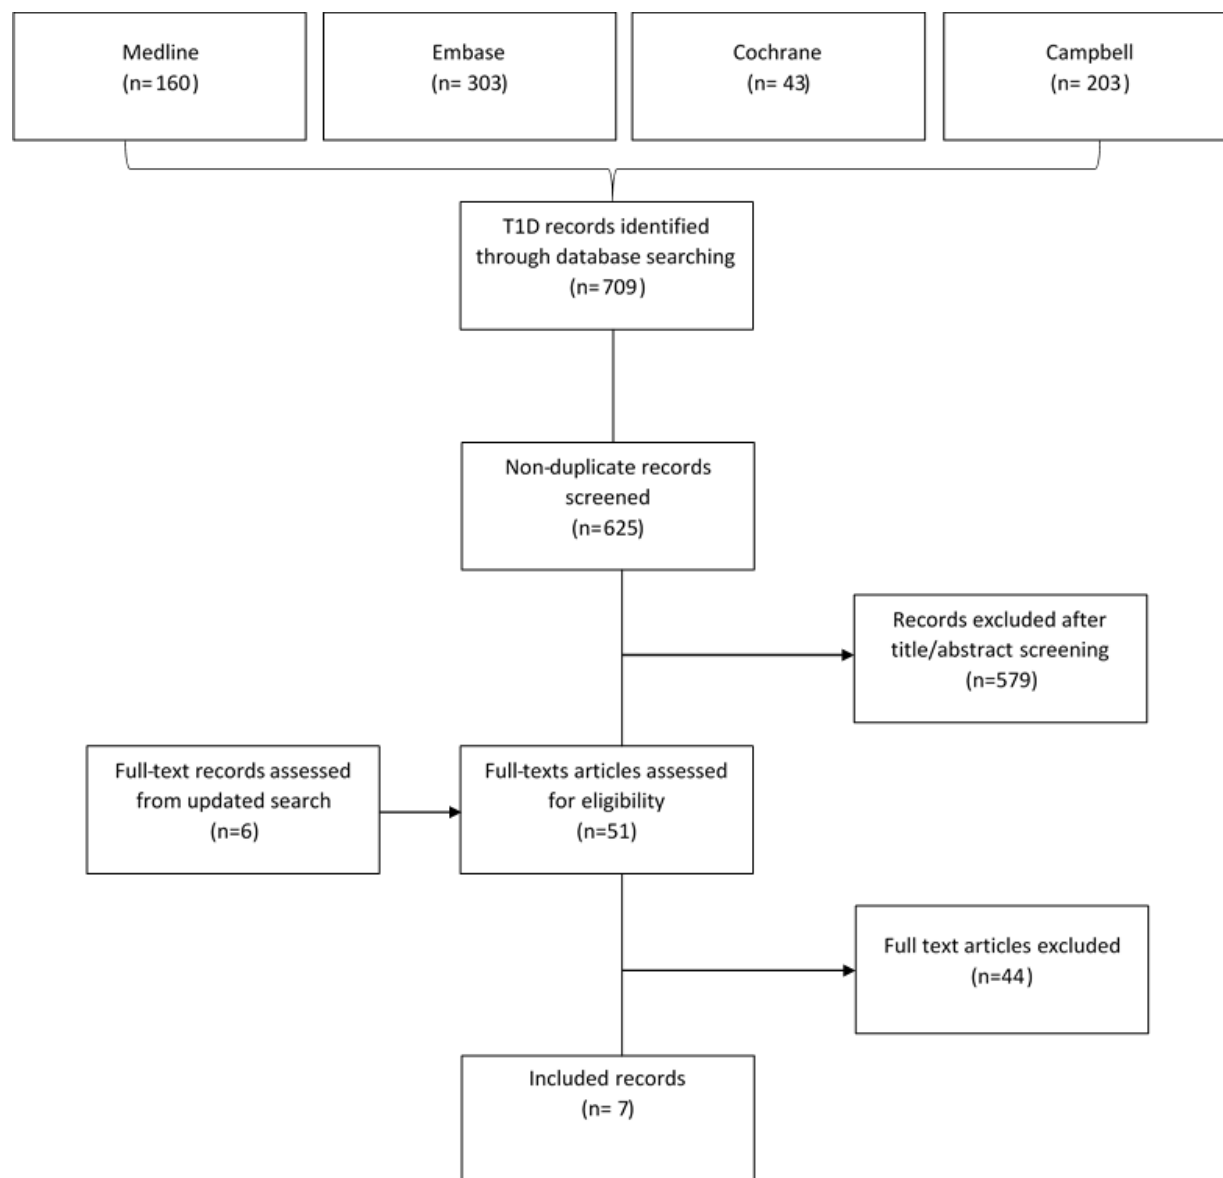 Medline
(n=160)
Embase
(n= 303)
Cochrane
(n= 43)
Campbell
(n= 203)
T1D records identified
through database searching
(n=709)
Non-duplicate records
screened
(n=625)
Records excluded after
title/abstract screening
(n=579)
Full-text records assessed
from updated search
(n=6)
Full-texts articles assessed
for eligibility
(n=51)
Full text articles excluded
(n=44)
Included records
(n= 7)